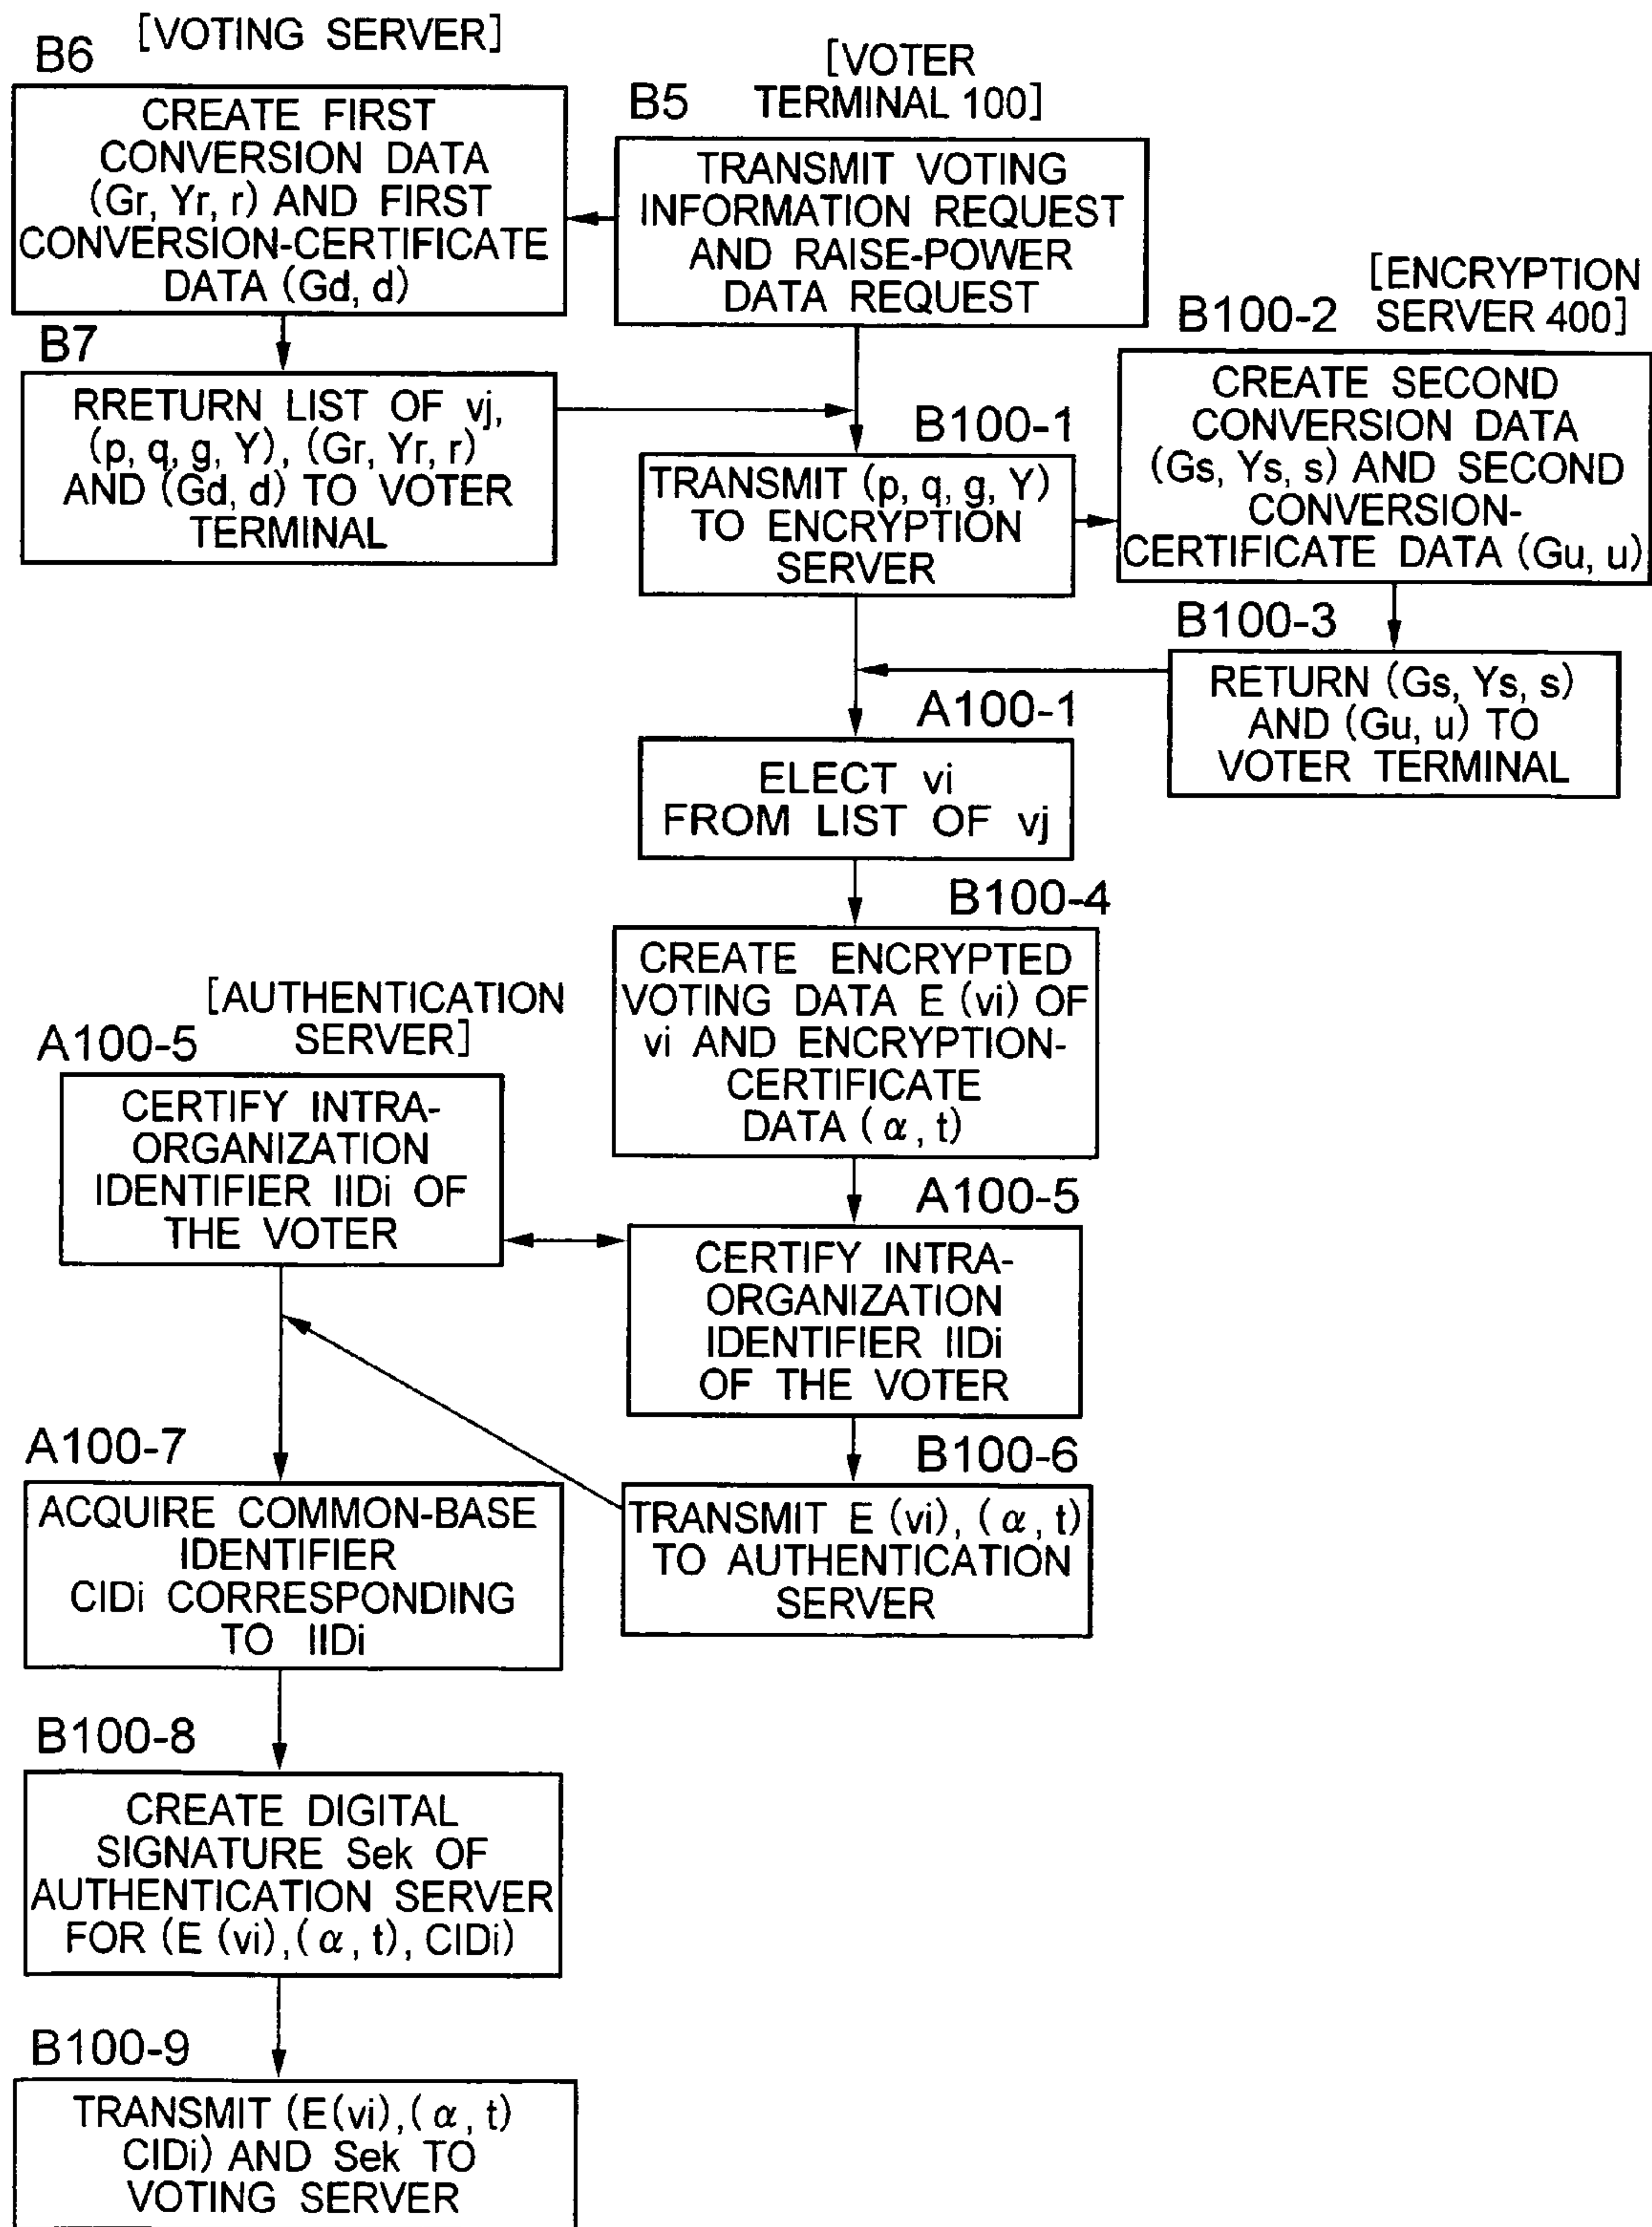 [VOTING SERVER]
B6
CREATE FIRST
CONVERSION DATA
(Gr, Yr, r) AND FIRST
CONVERSION-CERTIFICATE
DATA (Gd, d)
[VOTER
TERMINAL 100]
B5
TRANSMIT VOTING
INFORMATION REQUEST
AND RAISE-POWER
DATA REQUEST
[ENCRYPTION
SERVER 400]
B100-2
CREATE SECOND
CONVERSION DATA
(Gs, Ys, s) AND SECOND
CONVERSION-
CERTIFICATE DATA (Gu, u)
B7
RRETURN LIST OF vj,
(p, q, g, Y), (Gr, Yr, r)
AND (Gd, d) TO VOTER
TERMINAL
B100-1
TRANSMIT (p, q, g, Y)
TO ENCRYPTION
SERVER
B100-3
RETURN (Gs, Ys, s)
AND (Gu, u) TO
VOTER TERMINAL
A100-1
ELECT vi
FROM LIST OF vj
B100-4
CREATE ENCRYPTED
VOTING DATA E (vi) OF
vi AND ENCRYPTION-
CERTIFICATE
DATA ( α , t)
[AUTHENTICATION
SERVER]
A100-5
CERTIFY INTRA-
ORGANIZATION
IDENTIFIER IIDi OF
THE VOTER
A100-5
CERTIFY INTRA-
ORGANIZATION
IDENTIFIER IIDi
OF THE VOTER
B100-6
TRANSMIT E (vi), ( α , t)
TO AUTHENTICATION
SERVER
A100-7
ACQUIRE COMMON-BASE
IDENTIFIER
CIDi CORRESPONDING
TO IIDi
B100-8
CREATE DIGITAL
SIGNATURE Sek OF
AUTHENTICATION SERVER
FOR (E (vi),( α , t), CIDi)
B100-9
TRANSMIT (E(vi),( α , t)
CIDi) AND Sek TO
VOTING SERVER